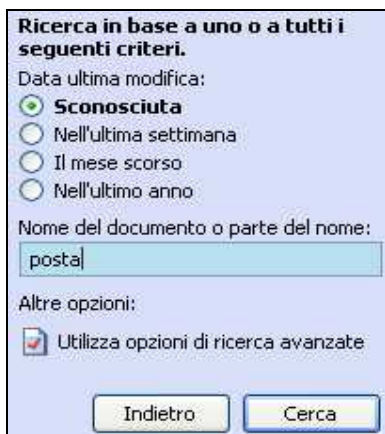 Ricerca in base a uno o a tutti i
seguenti criteri.
Data ultima modifica:
Sconosciuta
Nell'ultima settimana
Il mese scorso
Nell'ultimo anno
Nome del documento o parte del nome:
posta
Altre opzioni:
Utilizza opzioni di ricerca avanzate
Indietro
Cerca